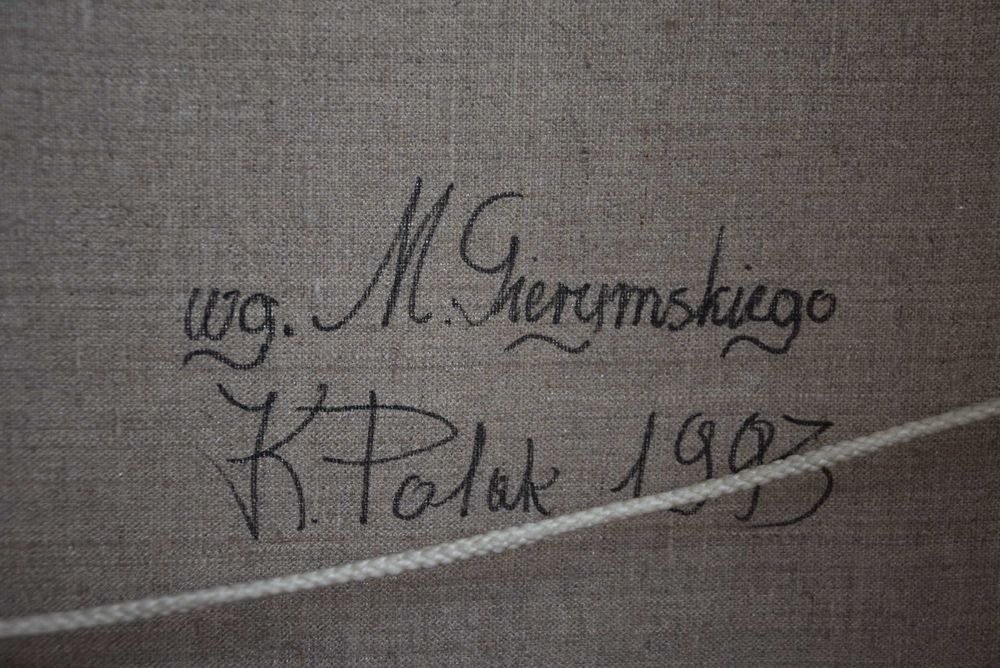 wg. M. Gierymskiego
K. Polak 1993